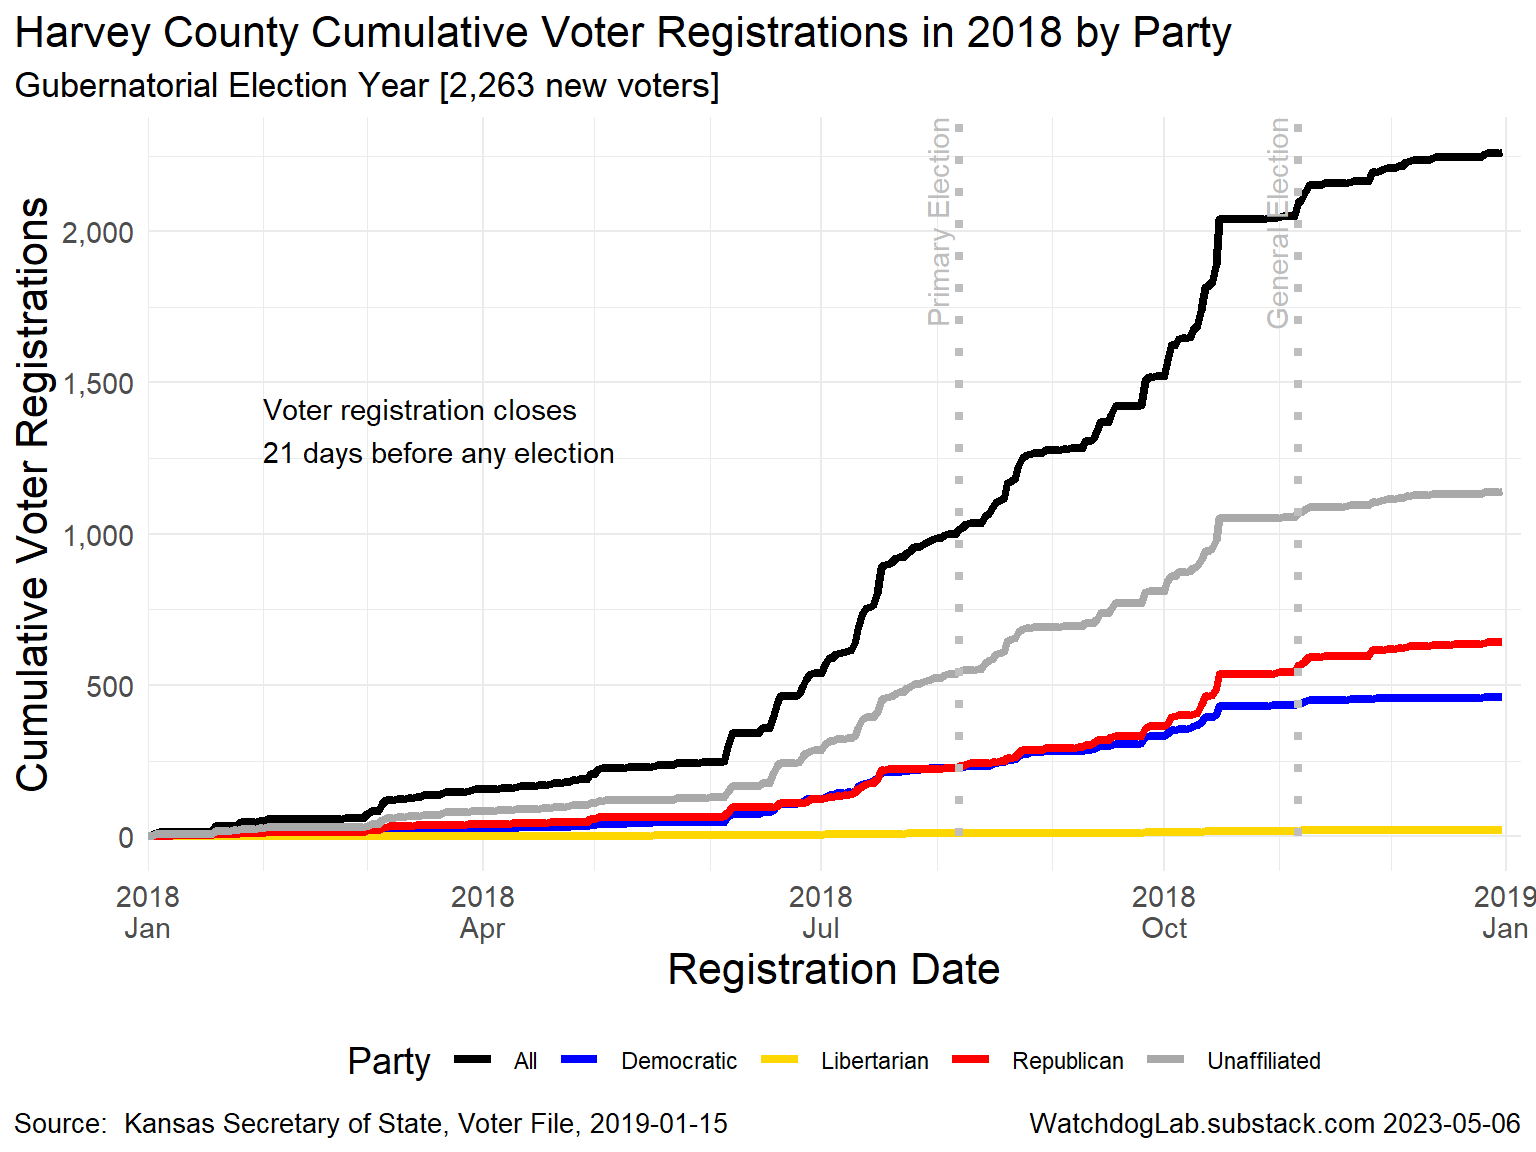 Harvey County Cumulative Voter Registrations in 2018 by Party
Gubernatorial Election Year [2,263 new voters]
Cumulative Voter Registrations
2,000
1,500
1,000
500
0
Primary Election
General Election
Voter registration closes
21 days before any election
2018 2018 2018 2018 2019
Jan Apr Jul Oct Jan
Registration Date
Party All Democratic Libertarian Republican Unaffiliated
Source:  Kansas Secretary of State, Voter File, 2019-01-15
WatchdogLab.substack.com 2023-05-06